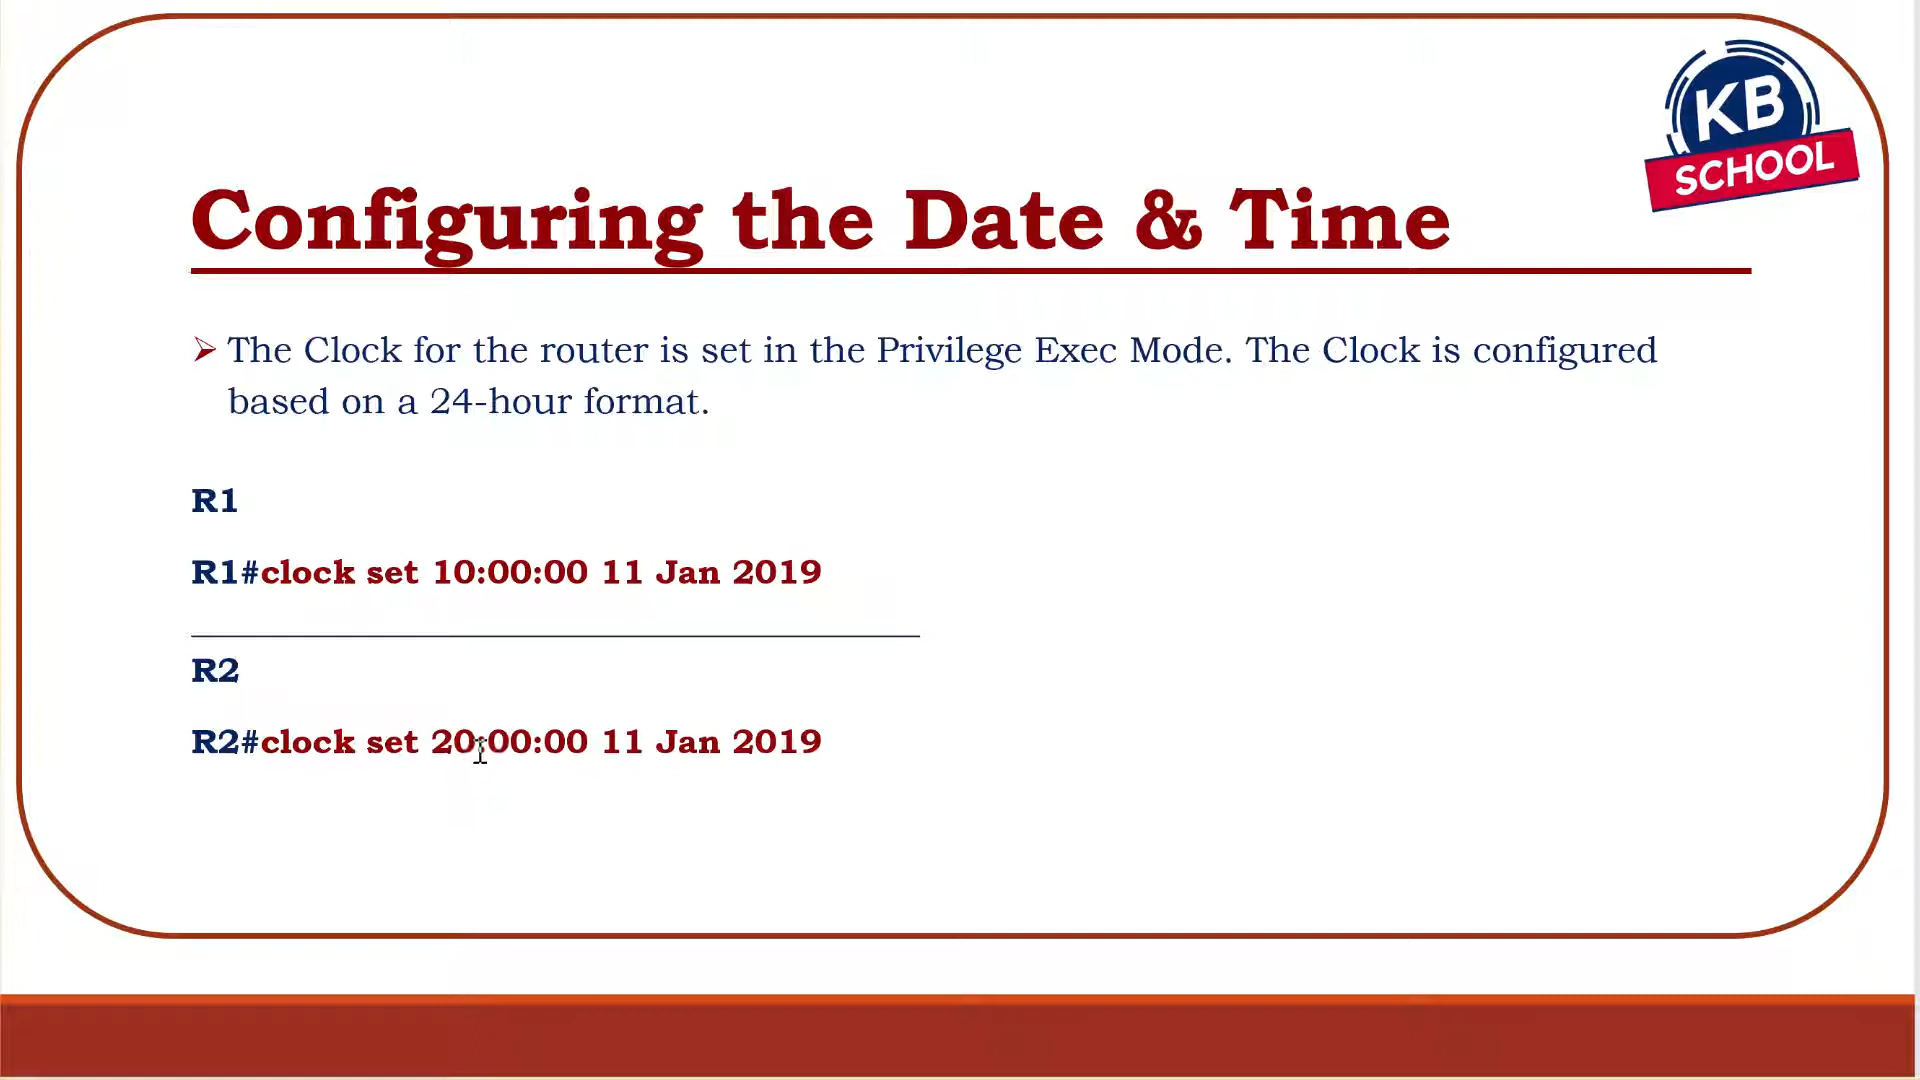 KB
SCHOOL
Configuring the Date & Time
➢ The Clock for the router is set in the Privilege Exec Mode. The Clock is configured
based on a 24-hour format.
R1
R1#clock set 10:00:00 11 Jan 2019
R2
R2#clock set 20:00:00 11 Jan 2019